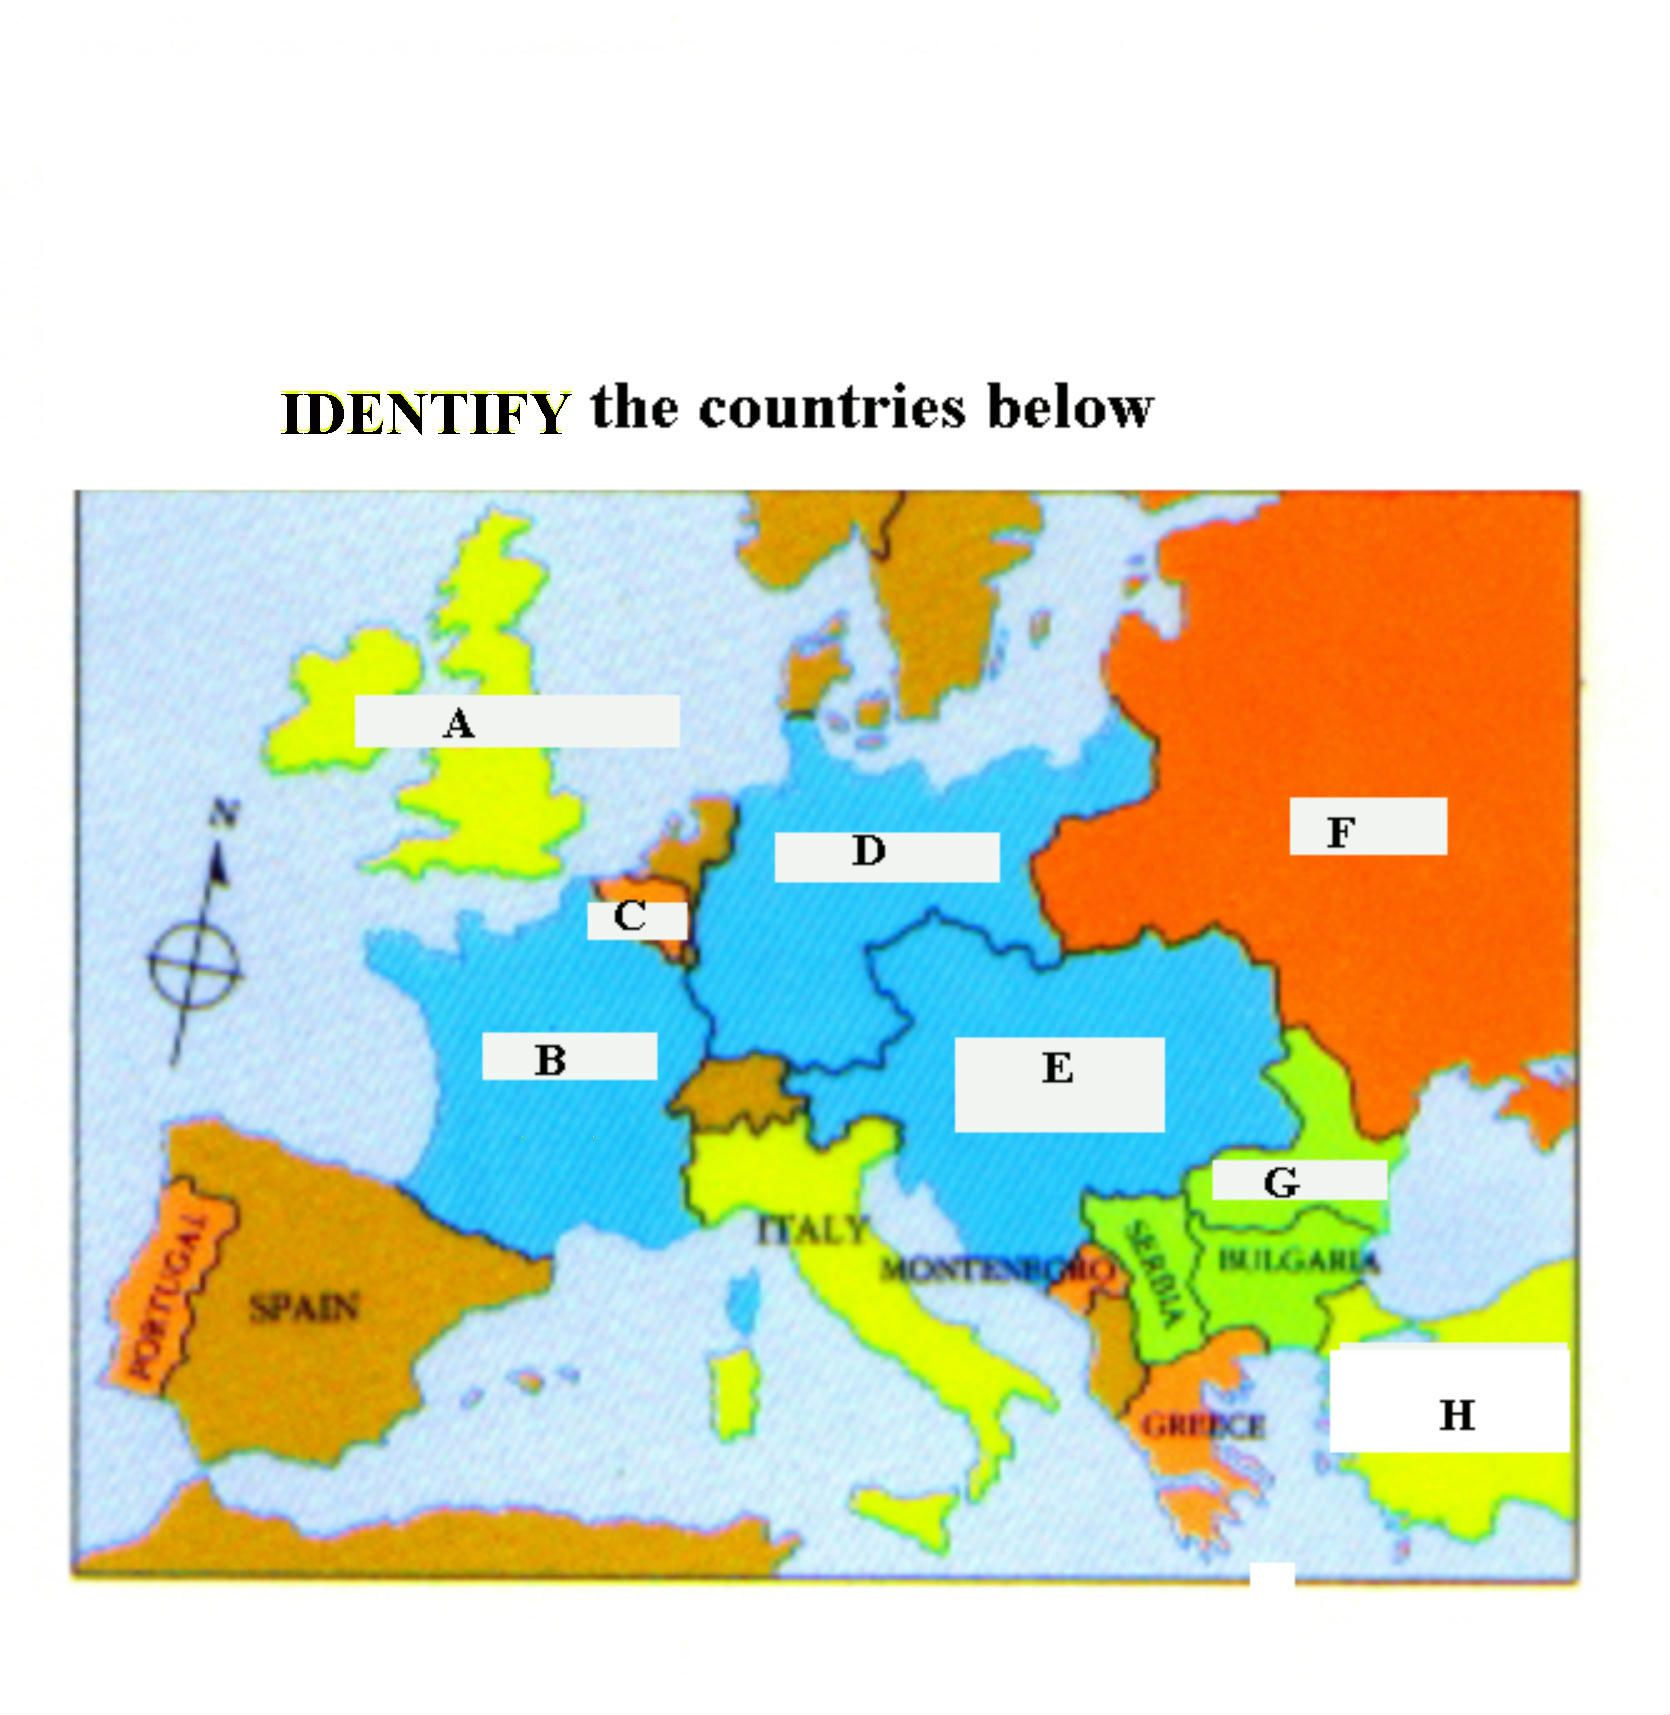 IDENTIFY the countries below
A
N
D
F
C
B
E
G
ITALY
PORTUGAL
SPAIN
MONTENEGRO
SERBIA
BULGARIA
H
GREECE